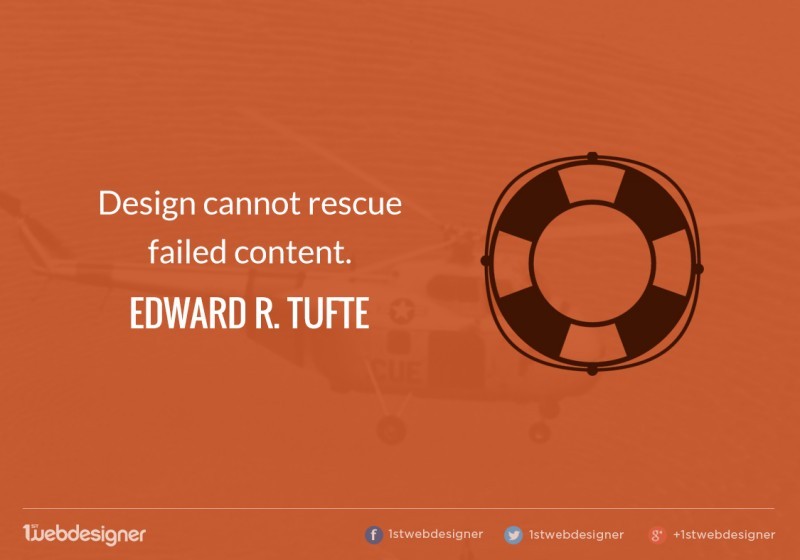 Design cannot rescue
failed content.
EDWARD R. TUFTE
CUE
1STwebdesigner
1stwebdesigner
1stwebdesigner
+1stwebdesigner